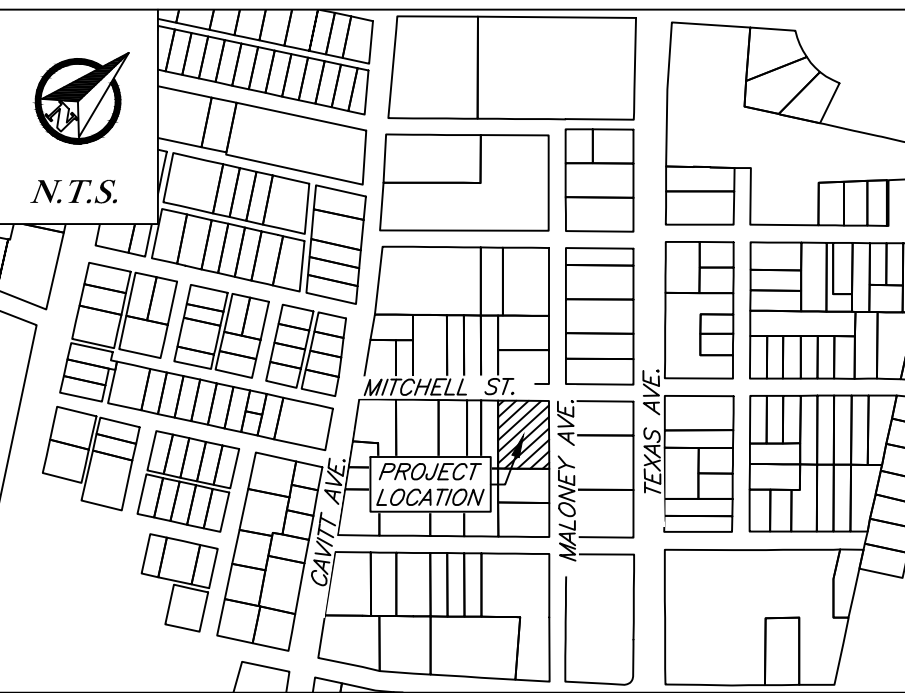 N
N.T.S.
MITCHELL ST.
PROJECT
LOCATION
CAVITT AVE.
MALONEY AVE.
TEXAS AVE.